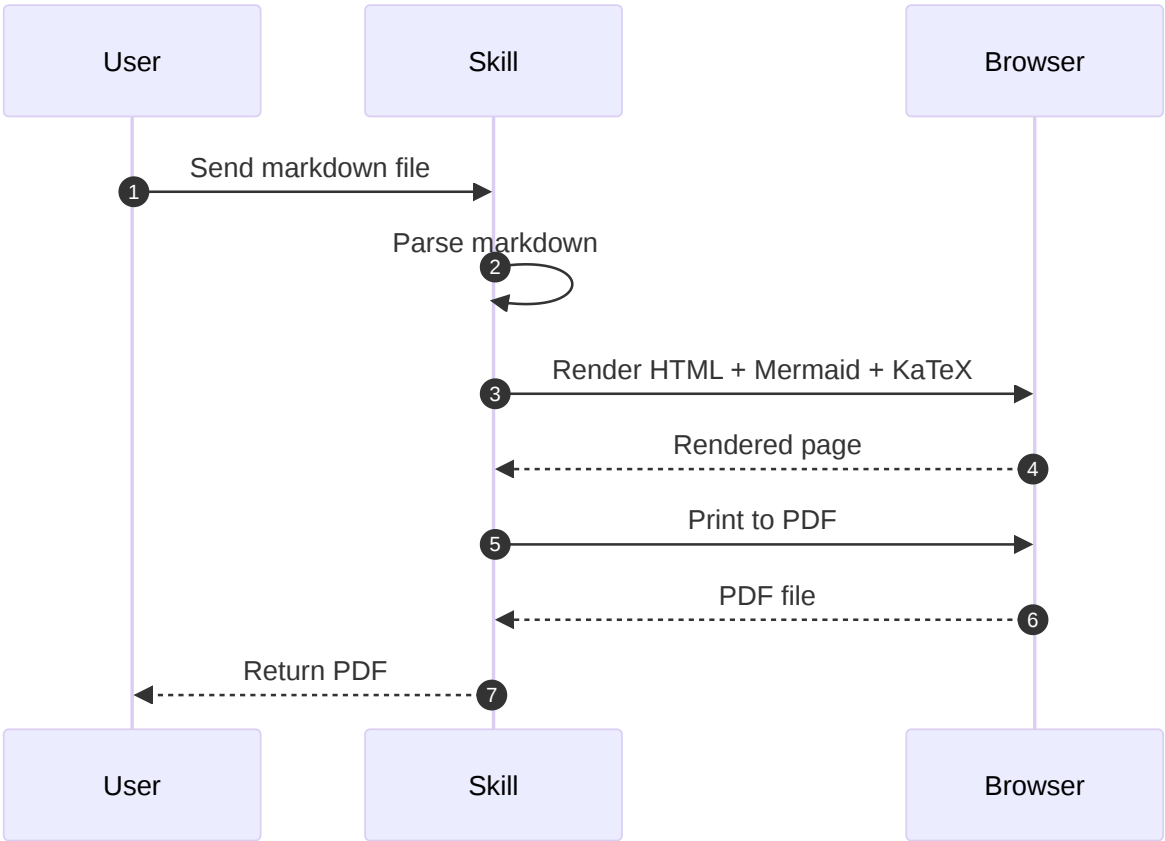 User
Skill
Browser
Send markdown file
1
Parse markdown
2
Render HTML + Mermaid + KaTeX
3
Rendered page
4
Print to PDF
5
PDF file
6
Return PDF
7
User
Skill
Browser